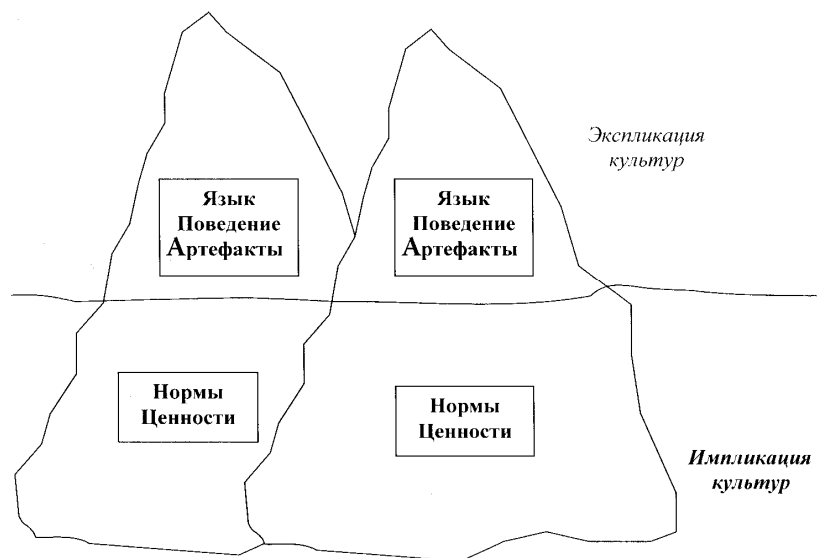 Экспликация
культур
Язык
Поведение
Артефакты
Язык
Поведение
Артефакты
Нормы
Ценности
Нормы
Ценности
Импликация
культур